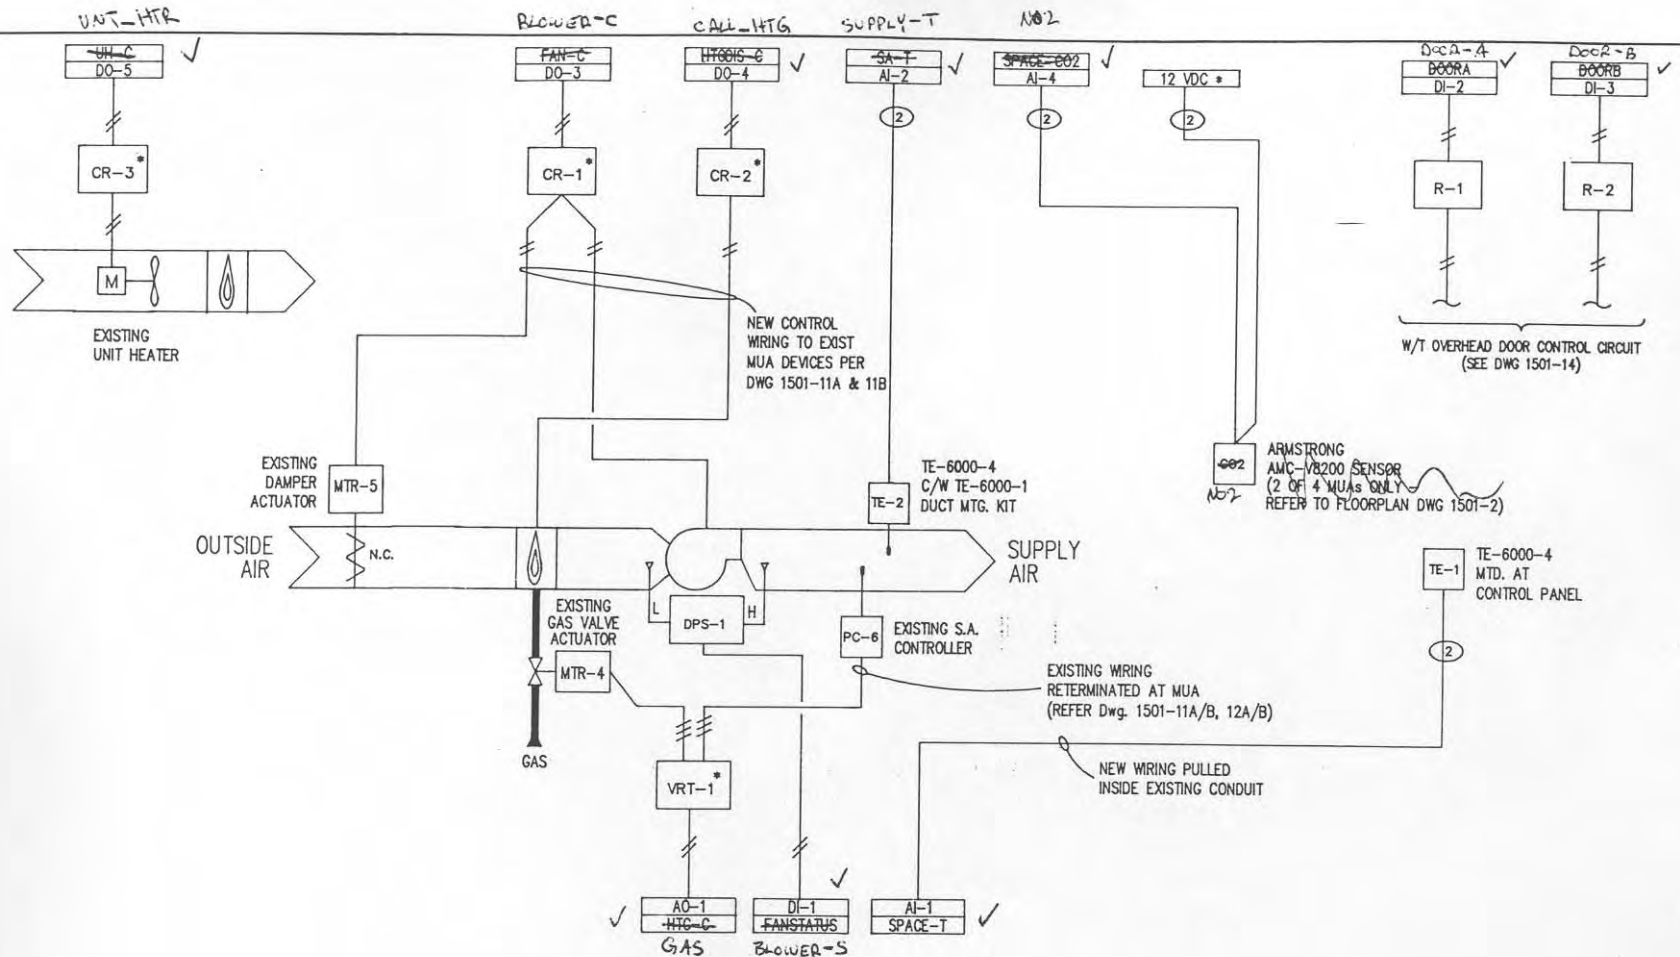 UNT_HTR
BLOWER-C
CALL_HTG
SUPPLY-T
NO2
DOOR-A
DOOR-B
UH-C
DO-5
FAN-C
DO-3
HTGDIS-C
DO-4
SA-T
AI-2
SPACE-CO2
AI-4
12 VDC *
DOORA
DI-2
DOORB
DI-3
2
2
2
CR-3 *
CR-1 *
CR-2 *
R-1
R-2
M
EXISTING
UNIT HEATER
NEW CONTROL
WIRING TO EXIST
MUA DEVICES PER
DWG 1501-11A & 11B
W/T OVERHEAD DOOR CONTROL CIRCUIT
(SEE DWG 1501-14)
EXISTING
DAMPER
ACTUATOR
MTR-5
TE-6000-4
C/W TE-6000-1
DUCT MTG. KIT
TE-2
CO2
NO2
ARMSTRONG
AMC-V8200 SENSOR
(2 OF 4 MUAs ONLY -
REFER TO FLOORPLAN DWG 1501-2)
OUTSIDE
AIR
N.C.
SUPPLY
AIR
TE-1
TE-6000-4
MTD. AT
CONTROL PANEL
EXISTING
GAS VALVE
ACTUATOR
MTR-4
L
DPS-1
H
PC-6
EXISTING S.A.
CONTROLLER
2
EXISTING WIRING
RETERMINATED AT MUA
(REFER Dwg. 1501-11A/B, 12A/B)
GAS
VRT-1 *
NEW WIRING PULLED
INSIDE EXISTING CONDUIT
AO-1
HTG-C
GAS
DI-1
FANSTATUS
BLOWER-S
AI-1
SPACE-T